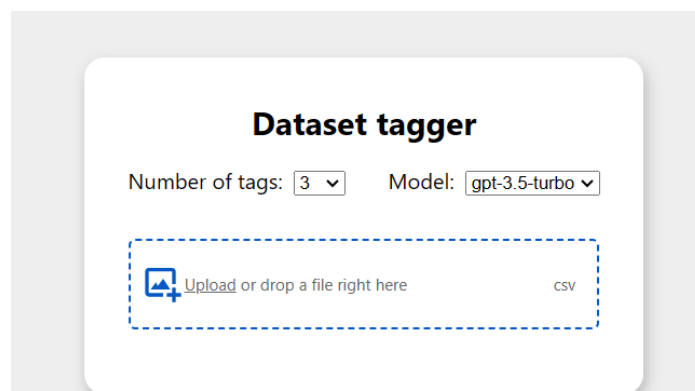 Dataset tagger
Number of tags: 3 Model: gpt-3.5-turbo
Upload or drop a file right here csv